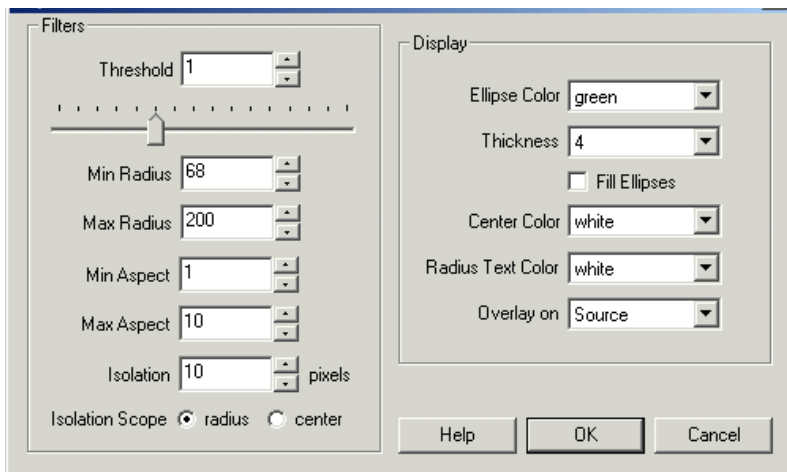 Filters
Threshold 1
Min Radius 68
Max Radius 200
Min Aspect 1
Max Aspect 10
Isolation 10 pixels
Isolation Scope radius center
Display
Ellipse Color green
Thickness 4
Fill Ellipses
Center Color white
Radius Text Color white
Overlay on Source
Help OK Cancel